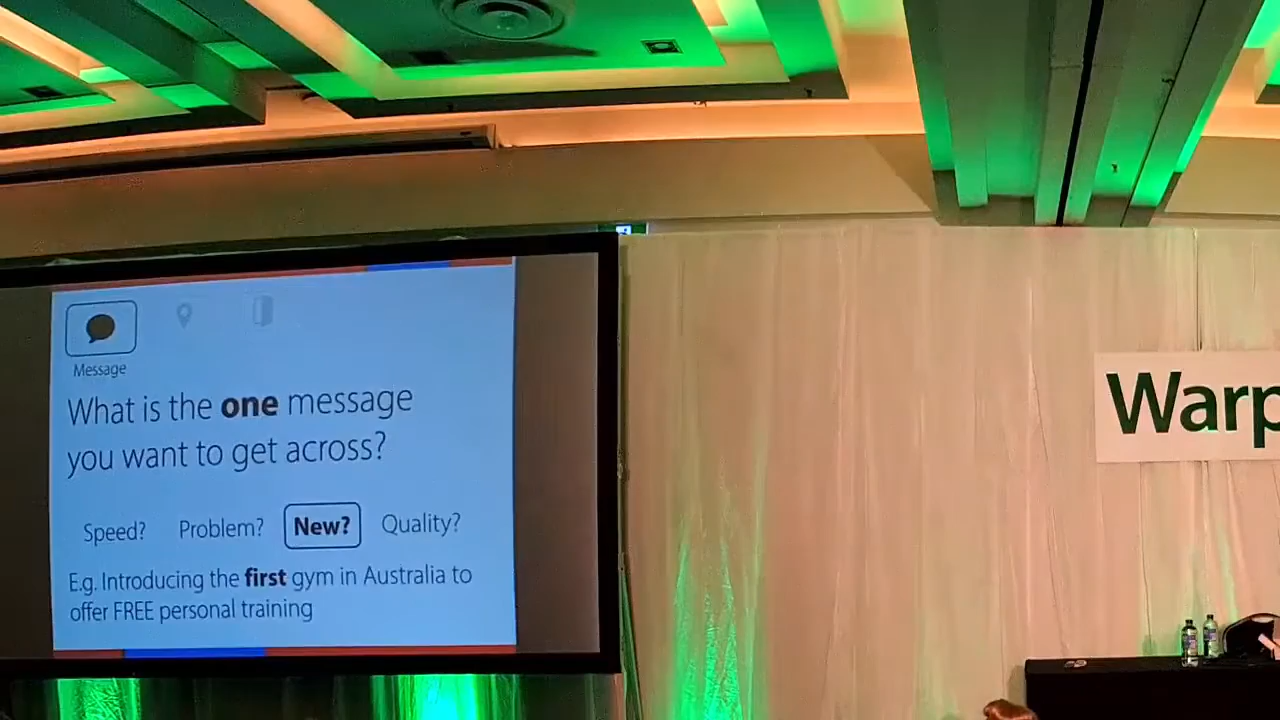 Message
What is the one message
you want to get across?
Speed? Problem? New? Quality?
E.g. Introducing the first gym in Australia to
offer FREE personal training
Warp